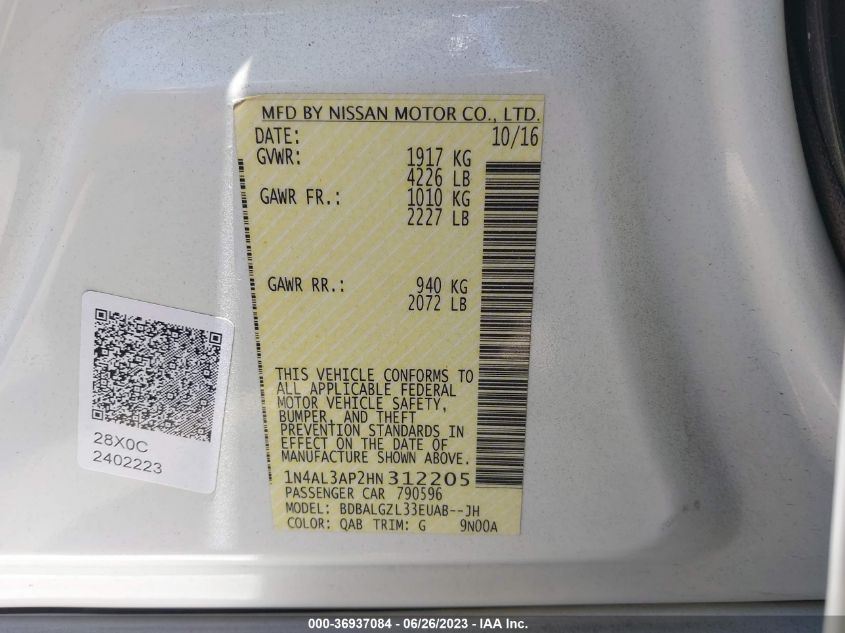 MFD BY NISSAN MOTOR CO., LTD.
DATE: 10/16
GVWR: 1917 KG
4226 LB
GAWR FR.: 1010 KG
2227 LB
GAWR RR.: 940 KG
2072 LB
THIS VEHICLE CONFORMS TO
ALL APPLICABLE FEDERAL
MOTOR VEHICLE SAFETY,
BUMPER, AND THEFT
PREVENTION STANDARDS IN
EFFECT ON THE DATE OF
MANUFACTURE SHOWN ABOVE.
1N4AL3AP2HN312205
PASSENGER CAR 790596
MODEL: BDBALGZL33EUAB--JH
COLOR: QAB TRIM: G 9N00A
28X0C
2402223
000-36937084 / 06/26/2023 - IAA Inc.